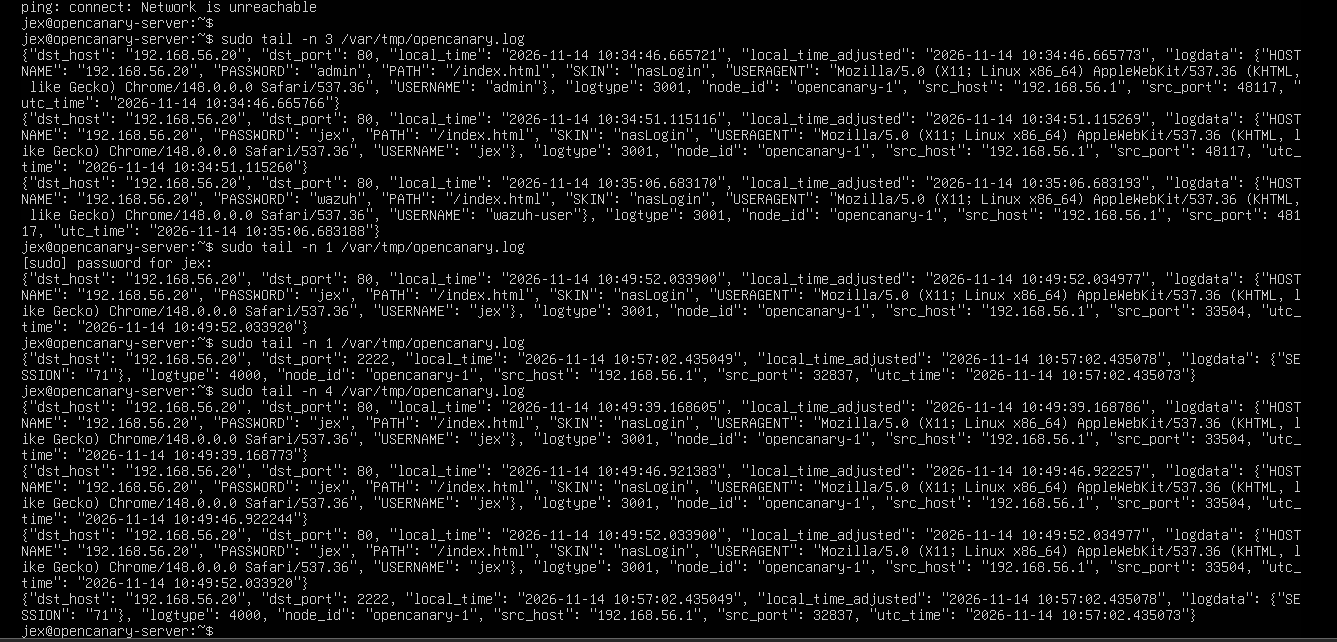 ping: connect: Network is unreachable
jex@opencanary-server:~$
jex@opencanary-server:~$ sudo tail -n 3 /var/tmp/opencanary.log
{"dst_host": "192.168.56.20", "dst_port": 80, "local_time": "2026-11-14 10:34:46.665721", "local_time_adjusted": "2026-11-14 10:34:46.665773", "logdata": {"HOST
NAME": "192.168.56.20", "PASSWORD": "admin", "PATH": "/index.html", "SKIN": "nasLogin", "USERAGENT": "Mozilla/5.0 (X11; Linux x86_64) AppleWebKit/537.36 (KHTML,
 like Gecko) Chrome/148.0.0.0 Safari/537.36", "USERNAME": "admin"}, "logtype": 3001, "node_id": "opencanary-1", "src_host": "192.168.56.1", "src_port": 48117, "
utc_time": "2026-11-14 10:34:46.665766"}
{"dst_host": "192.168.56.20", "dst_port": 80, "local_time": "2026-11-14 10:34:51.115116", "local_time_adjusted": "2026-11-14 10:34:51.115269", "logdata": {"HOST
NAME": "192.168.56.20", "PASSWORD": "jex", "PATH": "/index.html", "SKIN": "nasLogin", "USERAGENT": "Mozilla/5.0 (X11; Linux x86_64) AppleWebKit/537.36 (KHTML, l
ike Gecko) Chrome/148.0.0.0 Safari/537.36", "USERNAME": "jex"}, "logtype": 3001, "node_id": "opencanary-1", "src_host": "192.168.56.1", "src_port": 48117, "utc_
time": "2026-11-14 10:34:51.115260"}
{"dst_host": "192.168.56.20", "dst_port": 80, "local_time": "2026-11-14 10:35:06.683170", "local_time_adjusted": "2026-11-14 10:35:06.683193", "logdata": {"HOST
NAME": "192.168.56.20", "PASSWORD": "wazuh", "PATH": "/index.html", "SKIN": "nasLogin", "USERAGENT": "Mozilla/5.0 (X11; Linux x86_64) AppleWebKit/537.36 (KHTML,
 like Gecko) Chrome/148.0.0.0 Safari/537.36", "USERNAME": "wazuh-user"}, "logtype": 3001, "node_id": "opencanary-1", "src_host": "192.168.56.1", "src_port": 481
17, "utc_time": "2026-11-14 10:35:06.683188"}
jex@opencanary-server:~$ sudo tail -n 1 /var/tmp/opencanary.log
[sudo] password for jex:
{"dst_host": "192.168.56.20", "dst_port": 80, "local_time": "2026-11-14 10:49:52.033900", "local_time_adjusted": "2026-11-14 10:49:52.034977", "logdata": {"HOST
NAME": "192.168.56.20", "PASSWORD": "jex", "PATH": "/index.html", "SKIN": "nasLogin", "USERAGENT": "Mozilla/5.0 (X11; Linux x86_64) AppleWebKit/537.36 (KHTML, l
ike Gecko) Chrome/148.0.0.0 Safari/537.36", "USERNAME": "jex"}, "logtype": 3001, "node_id": "opencanary-1", "src_host": "192.168.56.1", "src_port": 33504, "utc_
time": "2026-11-14 10:49:52.033920"}
jex@opencanary-server:~$ sudo tail -n 1 /var/tmp/opencanary.log
{"dst_host": "192.168.56.20", "dst_port": 2222, "local_time": "2026-11-14 10:57:02.435049", "local_time_adjusted": "2026-11-14 10:57:02.435078", "logdata": {"SE
SSION": "71"}, "logtype": 4000, "node_id": "opencanary-1", "src_host": "192.168.56.1", "src_port": 32837, "utc_time": "2026-11-14 10:57:02.435073"}
jex@opencanary-server:~$ sudo tail -n 4 /var/tmp/opencanary.log
{"dst_host": "192.168.56.20", "dst_port": 80, "local_time": "2026-11-14 10:49:39.168605", "local_time_adjusted": "2026-11-14 10:49:39.168786", "logdata": {"HOST
NAME": "192.168.56.20", "PASSWORD": "jex", "PATH": "/index.html", "SKIN": "nasLogin", "USERAGENT": "Mozilla/5.0 (X11; Linux x86_64) AppleWebKit/537.36 (KHTML, l
ike Gecko) Chrome/148.0.0.0 Safari/537.36", "USERNAME": "jex"}, "logtype": 3001, "node_id": "opencanary-1", "src_host": "192.168.56.1", "src_port": 33504, "utc_
time": "2026-11-14 10:49:39.168773"}
{"dst_host": "192.168.56.20", "dst_port": 80, "local_time": "2026-11-14 10:49:46.921383", "local_time_adjusted": "2026-11-14 10:49:46.922257", "logdata": {"HOST
NAME": "192.168.56.20", "PASSWORD": "jex", "PATH": "/index.html", "SKIN": "nasLogin", "USERAGENT": "Mozilla/5.0 (X11; Linux x86_64) AppleWebKit/537.36 (KHTML, l
ike Gecko) Chrome/148.0.0.0 Safari/537.36", "USERNAME": "jex"}, "logtype": 3001, "node_id": "opencanary-1", "src_host": "192.168.56.1", "src_port": 33504, "utc_
time": "2026-11-14 10:49:46.922244"}
{"dst_host": "192.168.56.20", "dst_port": 80, "local_time": "2026-11-14 10:49:52.033900", "local_time_adjusted": "2026-11-14 10:49:52.034977", "logdata": {"HOST
NAME": "192.168.56.20", "PASSWORD": "jex", "PATH": "/index.html", "SKIN": "nasLogin", "USERAGENT": "Mozilla/5.0 (X11; Linux x86_64) AppleWebKit/537.36 (KHTML, l
ike Gecko) Chrome/148.0.0.0 Safari/537.36", "USERNAME": "jex"}, "logtype": 3001, "node_id": "opencanary-1", "src_host": "192.168.56.1", "src_port": 33504, "utc_
time": "2026-11-14 10:49:52.033920"}
{"dst_host": "192.168.56.20", "dst_port": 2222, "local_time": "2026-11-14 10:57:02.435049", "local_time_adjusted": "2026-11-14 10:57:02.435078", "logdata": {"SE
SSION": "71"}, "logtype": 4000, "node_id": "opencanary-1", "src_host": "192.168.56.1", "src_port": 32837, "utc_time": "2026-11-14 10:57:02.435073"}
jex@opencanary-server:~$